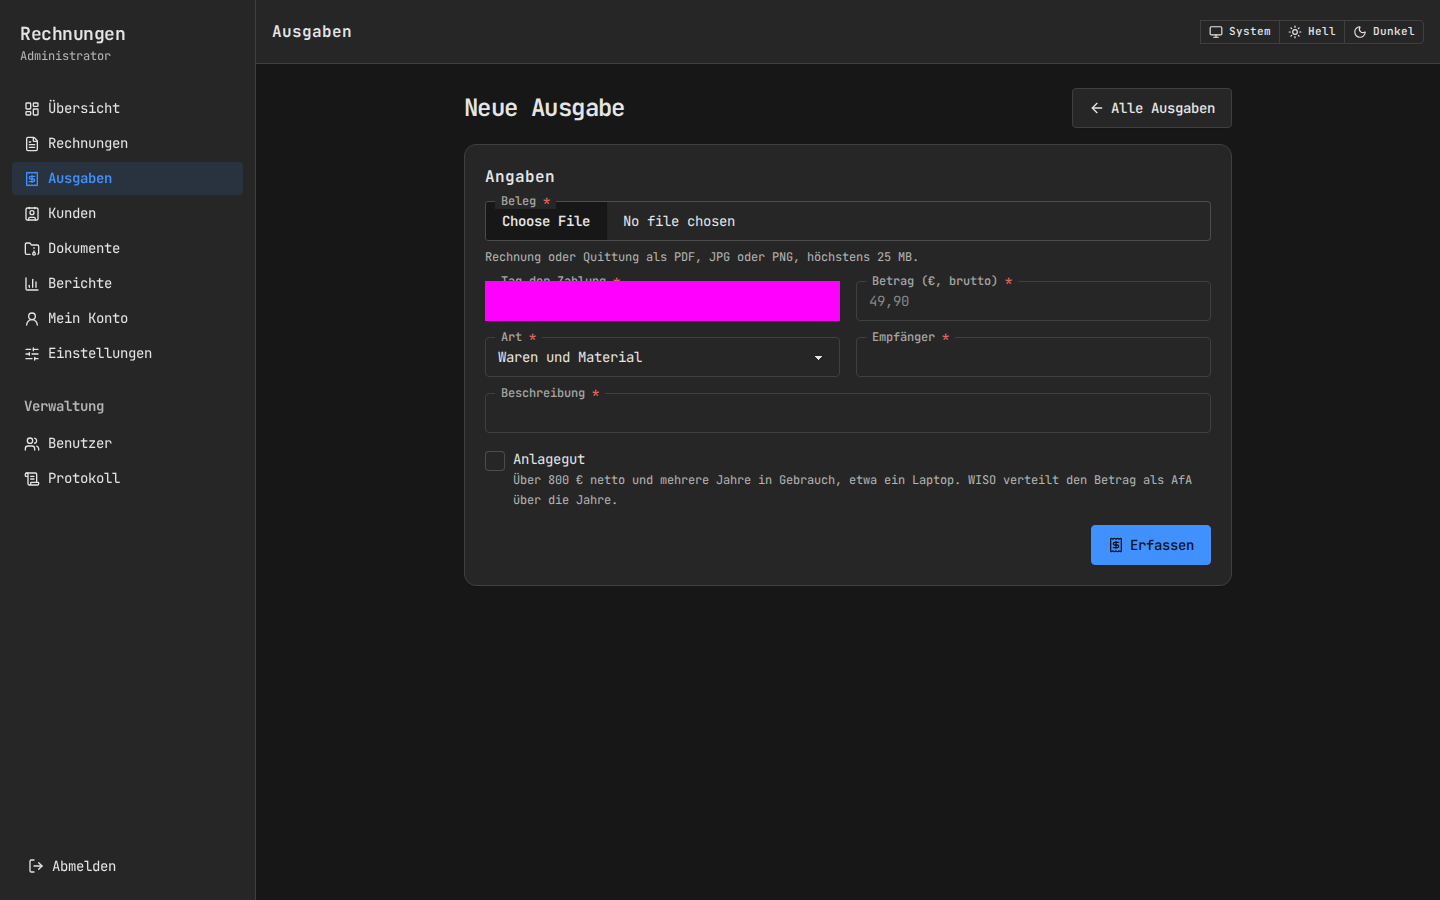 Rechnungen
Administrator
Übersicht
Rechnungen
Ausgaben
Kunden
Dokumente
Berichte
Mein Konto
Einstellungen
Verwaltung
Benutzer
Protokoll
Abmelden
Ausgaben
System Hell Dunkel
Neue Ausgabe
Alle Ausgaben
Angaben
Beleg *
Choose File No file chosen
Rechnung oder Quittung als PDF, JPG oder PNG, höchstens 25 MB.
Tag der Zahlung *
Betrag (€, brutto) *
49,90
Art *
Waren und Material
Empfänger *
Beschreibung *
Anlagegut
Über 800 € netto und mehrere Jahre in Gebrauch, etwa ein Laptop. WISO verteilt den Betrag als AfA
über die Jahre.
Erfassen